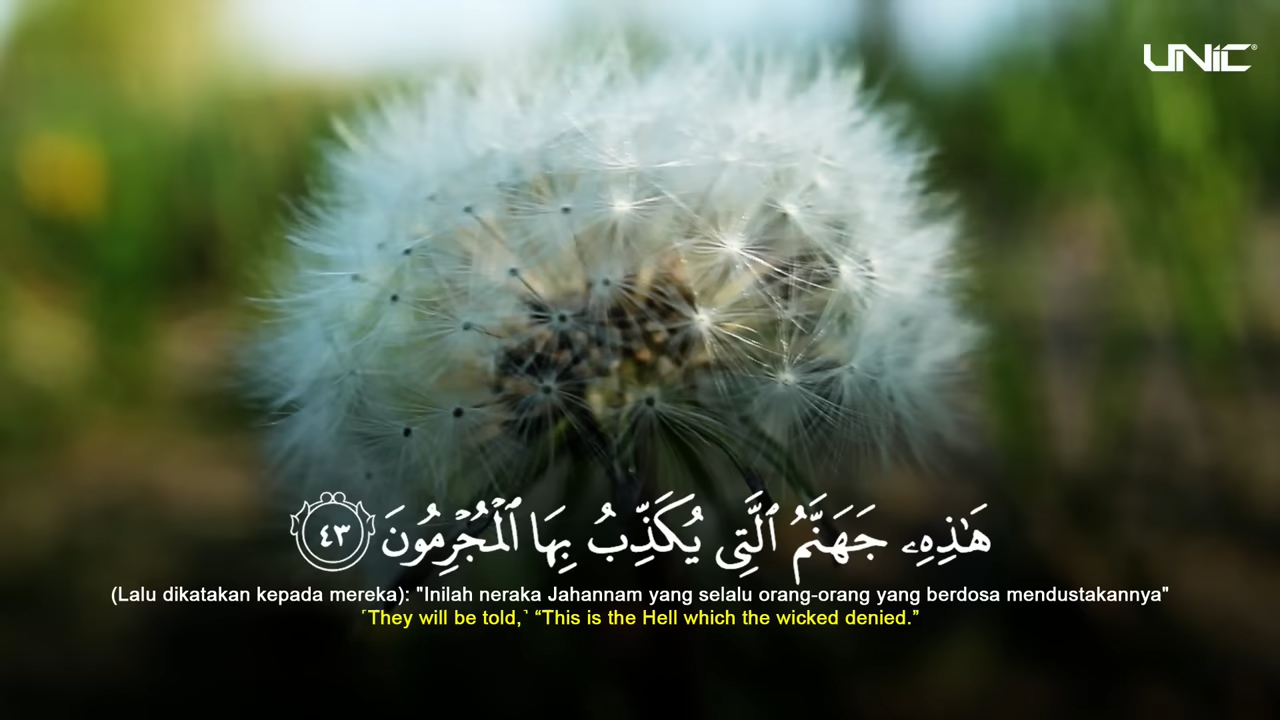 UNIC
هَٰذِهِۦ جَهَنَّمُ ٱلَّتِى يُكَذِّبُ بِهَا ٱلْمُجْرِمُونَ ٤٣
(Lalu dikatakan kepada mereka): "Inilah neraka Jahannam yang selalu orang-orang yang berdosa mendustakannya"
˹They will be told,˺ “This is the Hell which the wicked denied.”